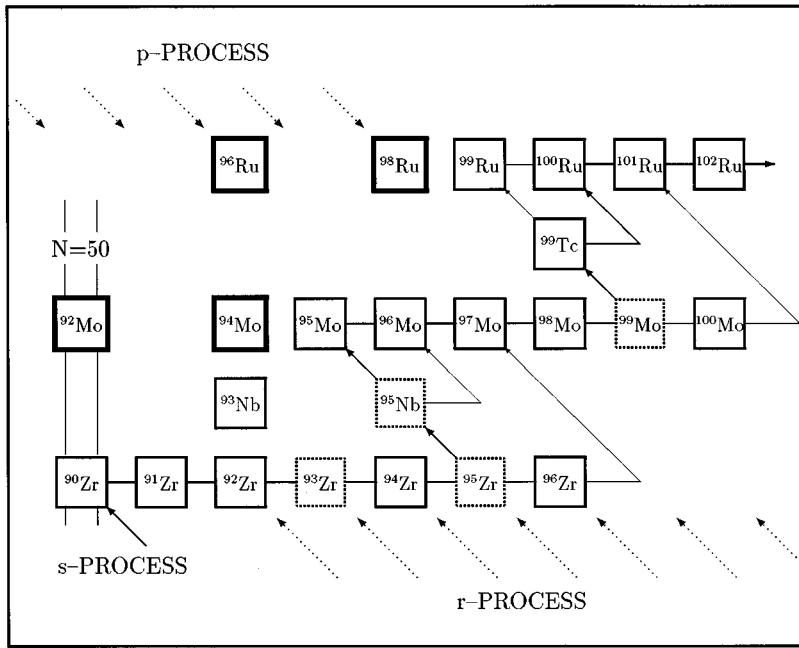 p–PROCESS
⁹⁶Ru ⁹⁸Ru ⁹⁹Ru ¹⁰⁰Ru ¹⁰¹Ru ¹⁰²Ru
N=50 ⁹⁹Tc
⁹²Mo ⁹⁴Mo ⁹⁵Mo ⁹⁶Mo ⁹⁷Mo ⁹⁸Mo ⁹⁹Mo ¹⁰⁰Mo
⁹³Nb ⁹⁵Nb
⁹⁰Zr ⁹¹Zr ⁹²Zr ⁹³Zr ⁹⁴Zr ⁹⁵Zr ⁹⁶Zr
s–PROCESS
r–PROCESS